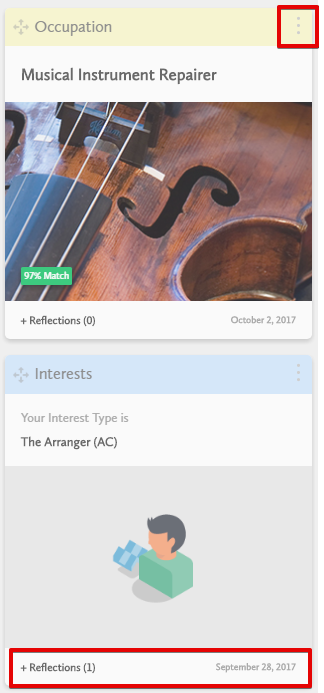 Occupation
Musical Instrument Repairer
97% Match
+ Reflections (0) October 2, 2017
Interests
Your Interest Type is
The Arranger (AC)
+ Reflections (1) September 28, 2017